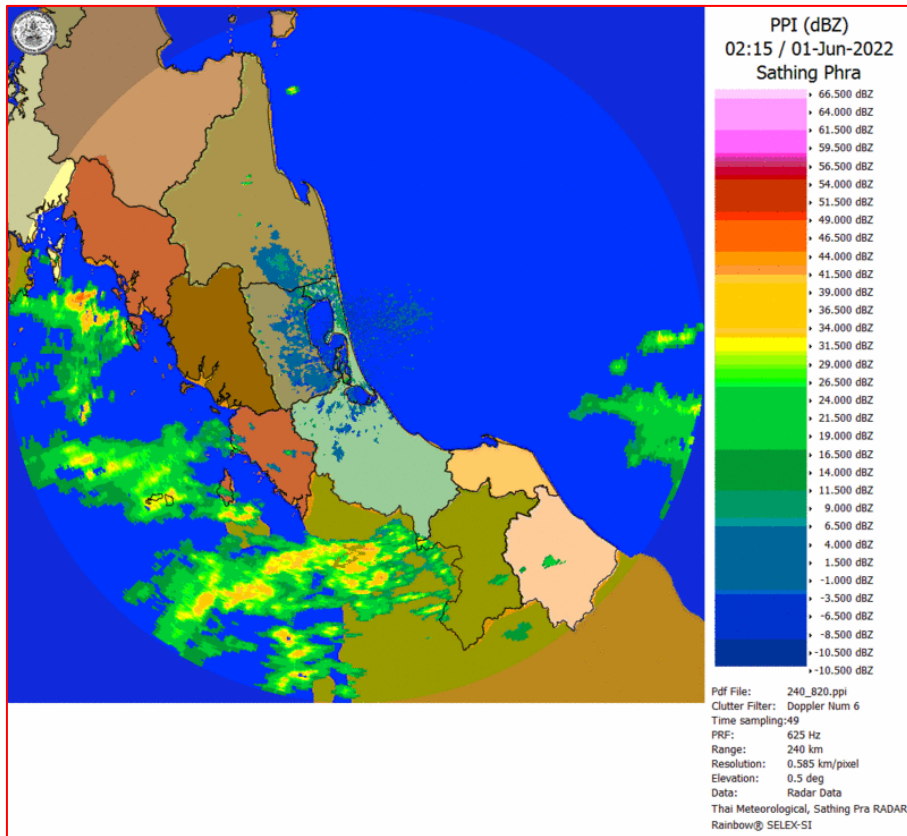 PPI (dBZ)
02:15 / 01-Jun-2022
Sathing Phra
66.500 dBZ
64.000 dBZ
61.500 dBZ
59.500 dBZ
56.500 dBZ
54.000 dBZ
51.500 dBZ
49.000 dBZ
46.500 dBZ
44.000 dBZ
41.500 dBZ
39.000 dBZ
36.500 dBZ
34.000 dBZ
31.500 dBZ
29.000 dBZ
26.500 dBZ
24.000 dBZ
21.500 dBZ
19.000 dBZ
16.500 dBZ
14.000 dBZ
11.500 dBZ
9.000 dBZ
6.500 dBZ
4.000 dBZ
1.500 dBZ
-1.000 dBZ
-3.500 dBZ
-6.500 dBZ
-8.500 dBZ
-10.500 dBZ
-10.500 dBZ
Pdf File: 240_820.ppi
Clutter Filter: Doppler Num 6
Time sampling:49
PRF: 625 Hz
Range: 240 km
Resolution: 0.585 km/pixel
Elevation: 0.5 deg
Data: Radar Data
Thai Meteorological, Sathing Pra RADAR
Rainbow® SELEX-SI